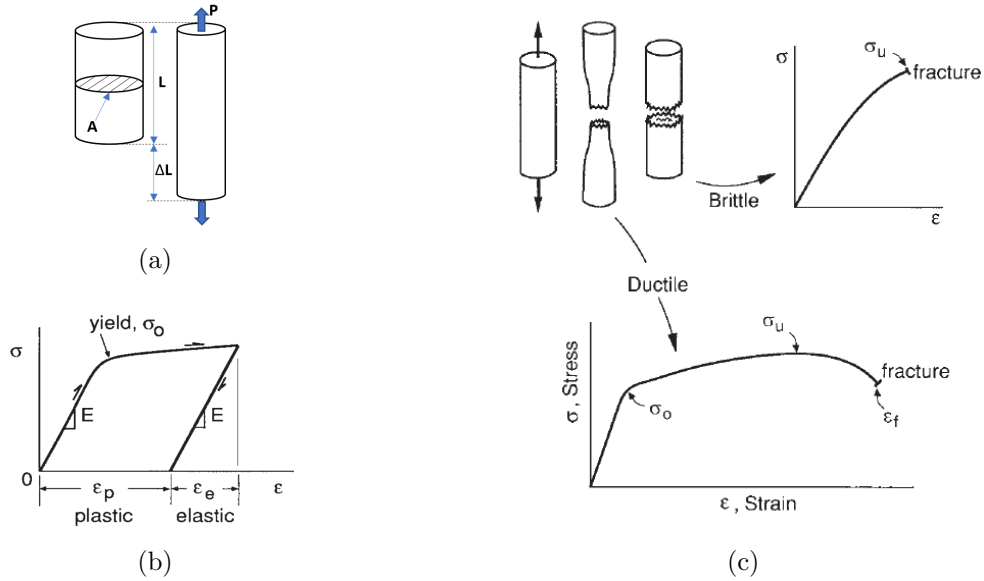 P
L
A
ΔL
(a)
yield, σo
σ
E
E
0
εp
εe
ε
plastic
elastic
(b)
σ
σu
fracture
ε
Brittle
Ductile
σ, Stress
σo
σu
fracture
εf
ε, Strain
(c)